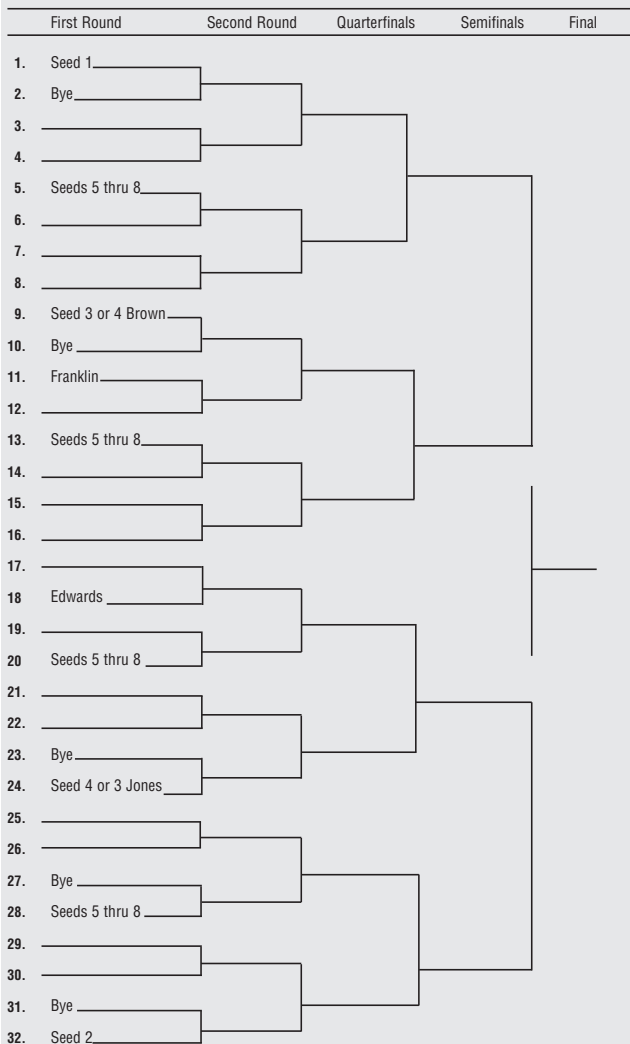 First Round Second Round Quarterfinals Semifinals Final
1. Seed 1
2. Bye
3.
4.
5. Seeds 5 thru 8
6.
7.
8.
9. Seed 3 or 4 Brown
10. Bye
11. Franklin
12.
13. Seeds 5 thru 8
14.
15.
16.
17.
18 Edwards
19.
20 Seeds 5 thru 8
21.
22.
23. Bye
24. Seed 4 or 3 Jones
25.
26.
27. Bye
28. Seeds 5 thru 8
29.
30.
31. Bye
32. Seed 2